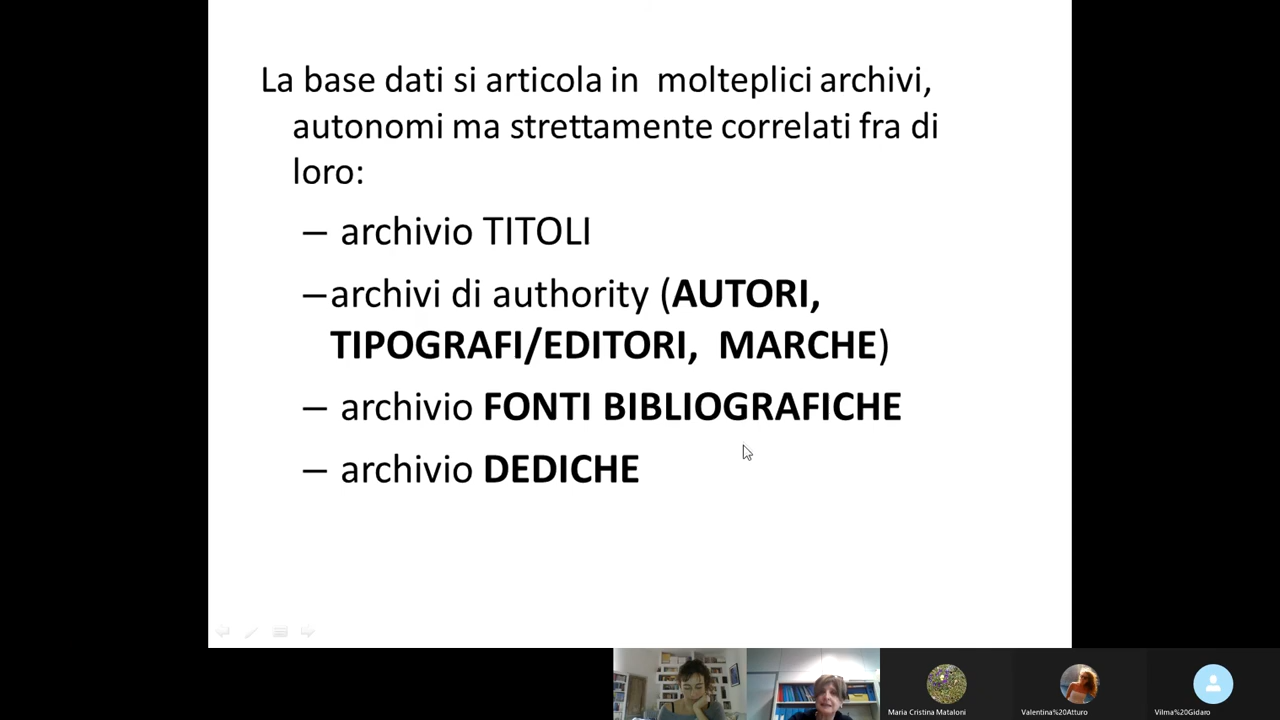 La base dati si articola in molteplici archivi,
autonomi ma strettamente correlati fra di
loro:
– archivio TITOLI
–archivi di authority (AUTORI,
TIPOGRAFI/EDITORI, MARCHE)
– archivio FONTI BIBLIOGRAFICHE
– archivio DEDICHE
Maria Cristina Mataloni
Valentina%20Atturo
Vilma%20Gidaro